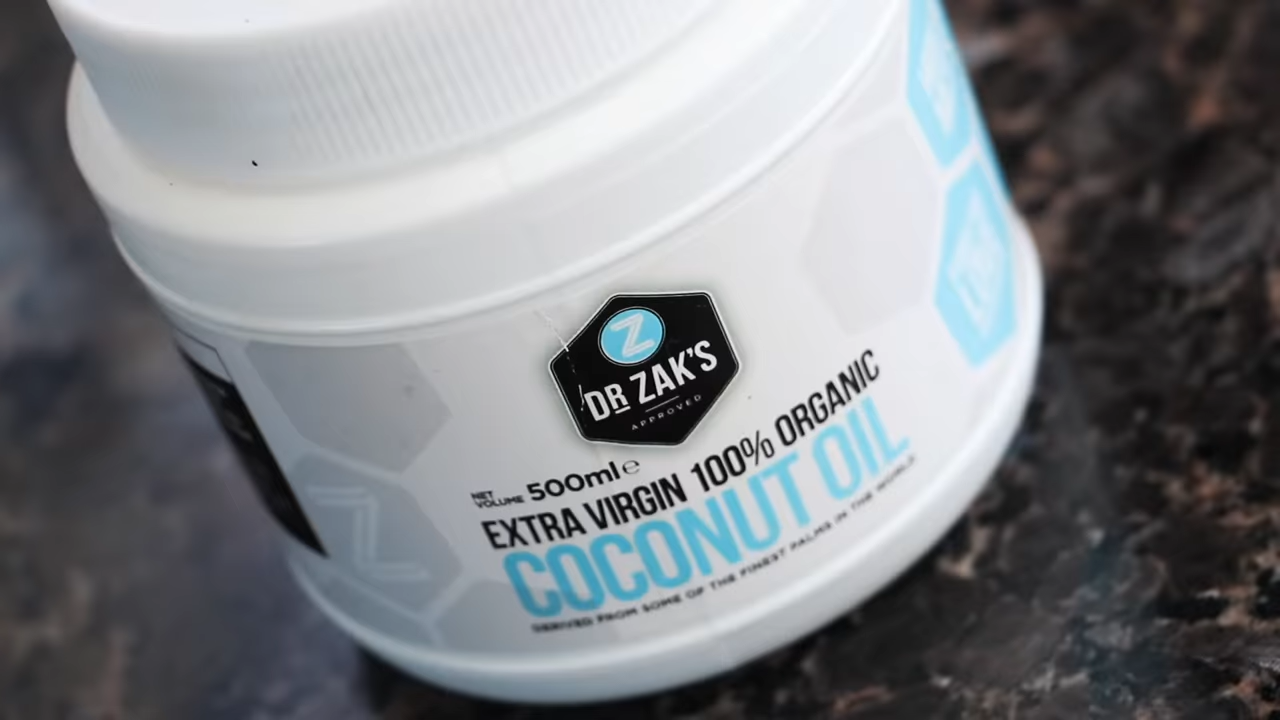 Z
DR ZAK'S
APPROVED
NET VOLUME 500ml ℮
EXTRA VIRGIN 100% ORGANIC
COCONUT OIL
DERIVED FROM SOME OF THE FINEST PALMS IN THE WORLD
Z